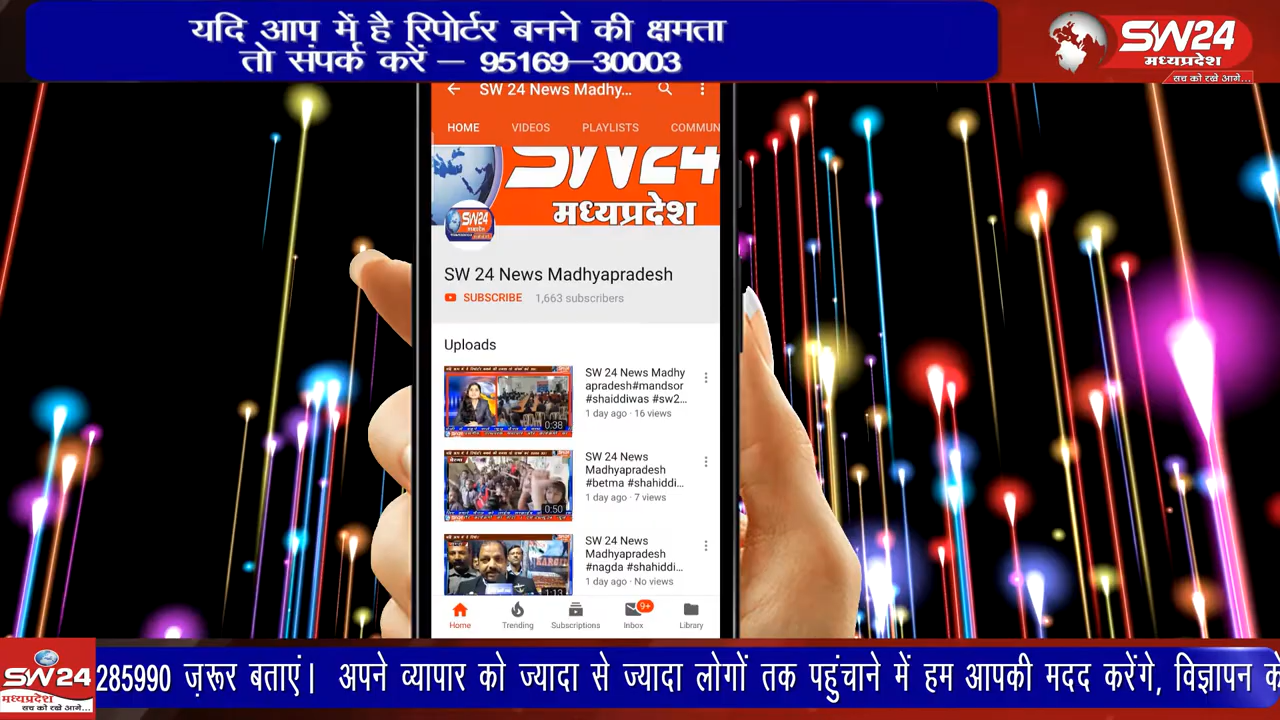 यदि आप में है रिपोर्टर बनने की क्षमता
तो संपर्क करें – 95169–30003
SW24
मध्यप्रदेश
सच को रखे आगे...
SW 24 News Madhy...
HOME VIDEOS PLAYLISTS COMMUN
SW24
मध्यप्रदेश
SW24
SW 24 News Madhyapradesh
SUBSCRIBE 1,663 subscribers
Uploads
SW 24 News Madhy
apradesh#mandsor
#shaiddiwas #sw2...
1 day ago · 16 views
0:38
SW 24 News
Madhyapradesh
#betma #shahiddi...
1 day ago · 7 views
0:50
SW 24 News
Madhyapradesh
#nagda #shahiddi...
1 day ago · No views
1:13
9+
Home Trending Subscriptions Inbox Library
SW24
मध्यप्रदेश
सच को रखे आगे...
285990 ज़रूर बताएं। अपने व्यापार को ज्यादा से ज्यादा लोगों तक पहुंचाने में हम आपकी मदद करेंगे, विज्ञापन के